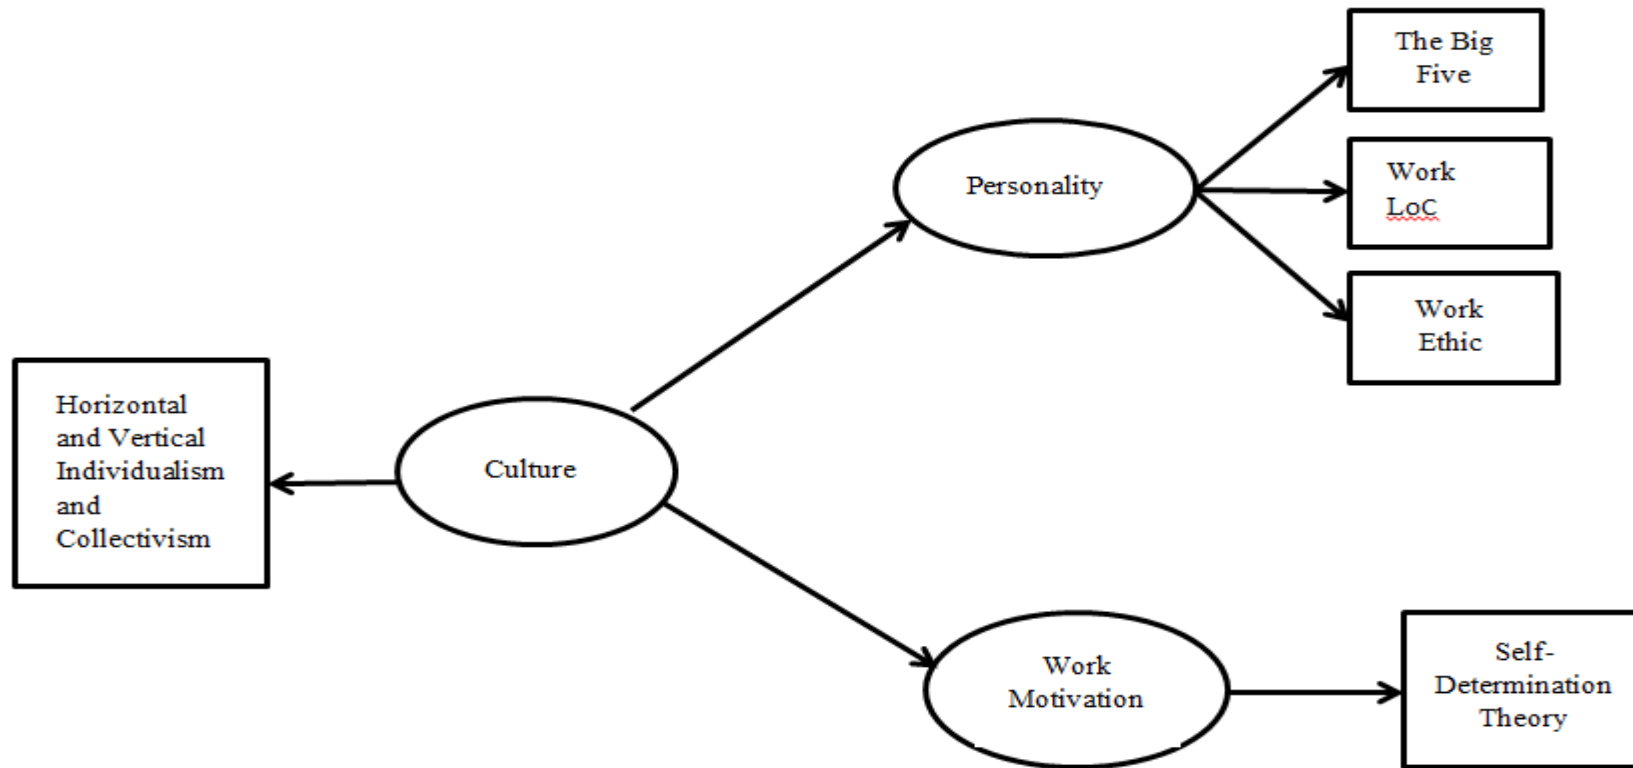 The Big
Five
Personality
Work
LoC
Work
Ethic
Horizontal
and Vertical
Individualism
and
Collectivism
Culture
Work
Motivation
Self-
Determination
Theory